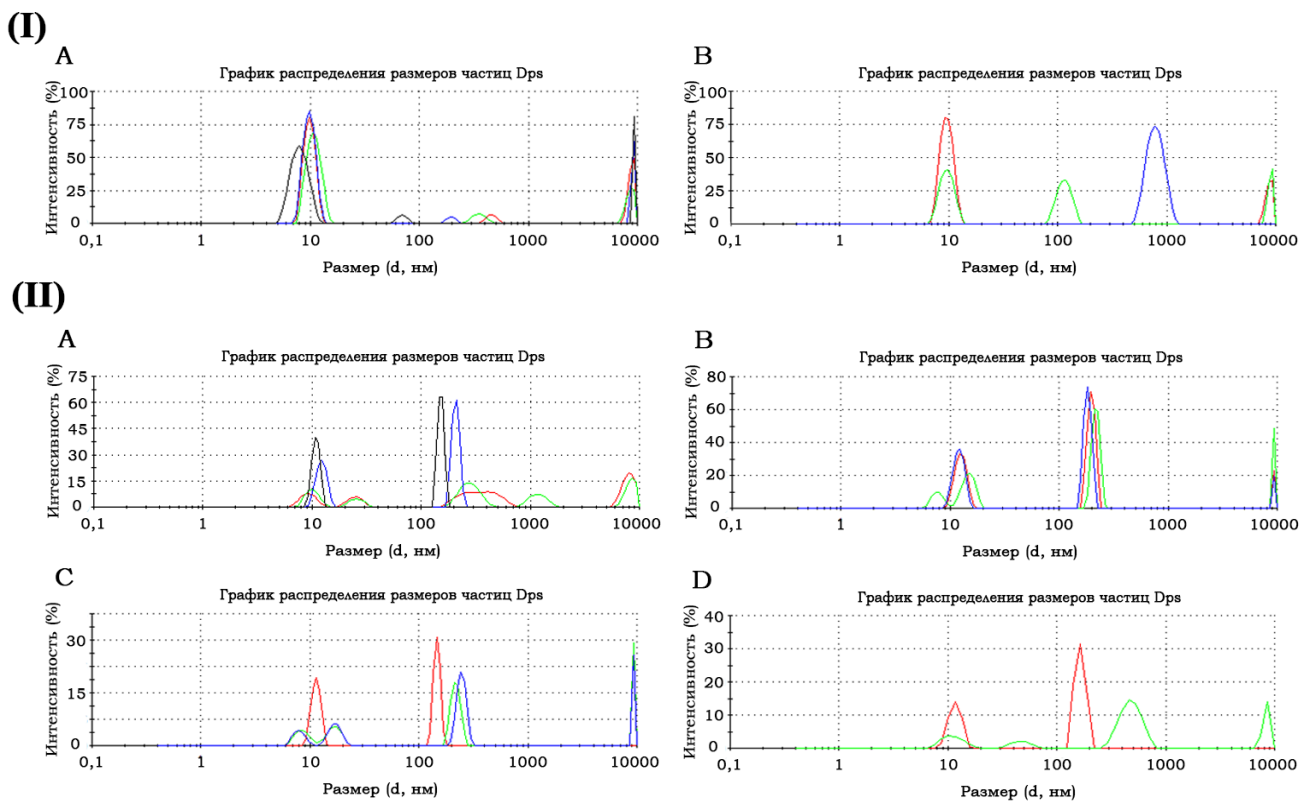 (I)
A
График распределения размеров частиц Dps
Интенсивность (%)
100
75
50
25
0
0,1 1 10 100 1000 10000
Размер (d, нм)
B
График распределения размеров частиц Dps
Интенсивность (%)
100
75
50
25
0
0,1 1 10 100 1000 10000
Размер (d, нм)
(II)
A
График распределения размеров частиц Dps
Интенсивность (%)
75
60
45
30
15
0
0,1 1 10 100 1000 10000
Размер (d, нм)
B
График распределения размеров частиц Dps
Интенсивность (%)
80
60
40
20
0
0,1 1 10 100 1000 10000
Размер (d, нм)
C
График распределения размеров частиц Dps
Интенсивность (%)
30
15
0
0,1 1 10 100 1000 10000
Размер (d, нм)
D
График распределения размеров частиц Dps
Интенсивность (%)
40
30
20
10
0
0,1 1 10 100 1000 10000
Размер (d, нм)